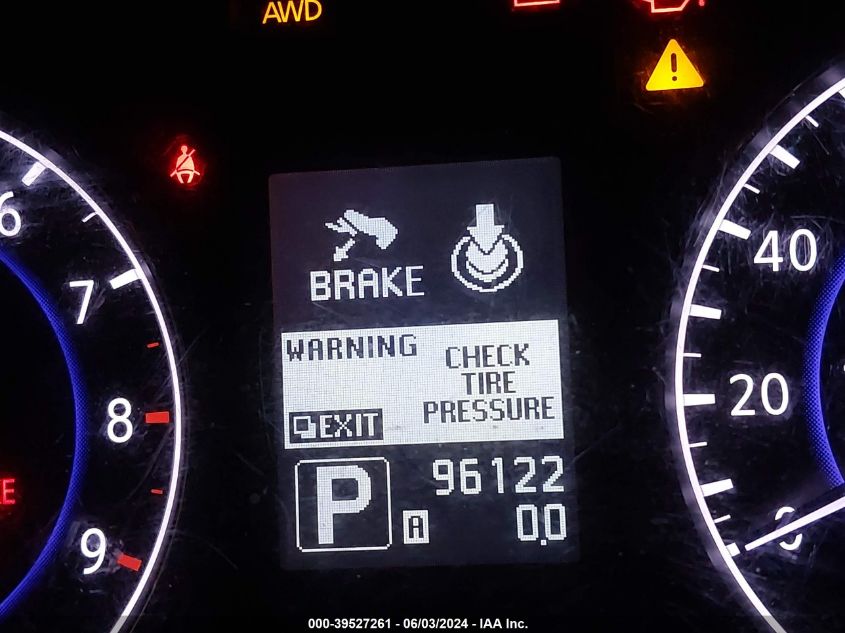 AWD
6
7
8
9
BRAKE
WARNING
CHECK
TIRE
PRESSURE
EXIT
P
A
96122
0.0
40
20
0
000-39527261 - 06/03/2024 - IAA Inc.